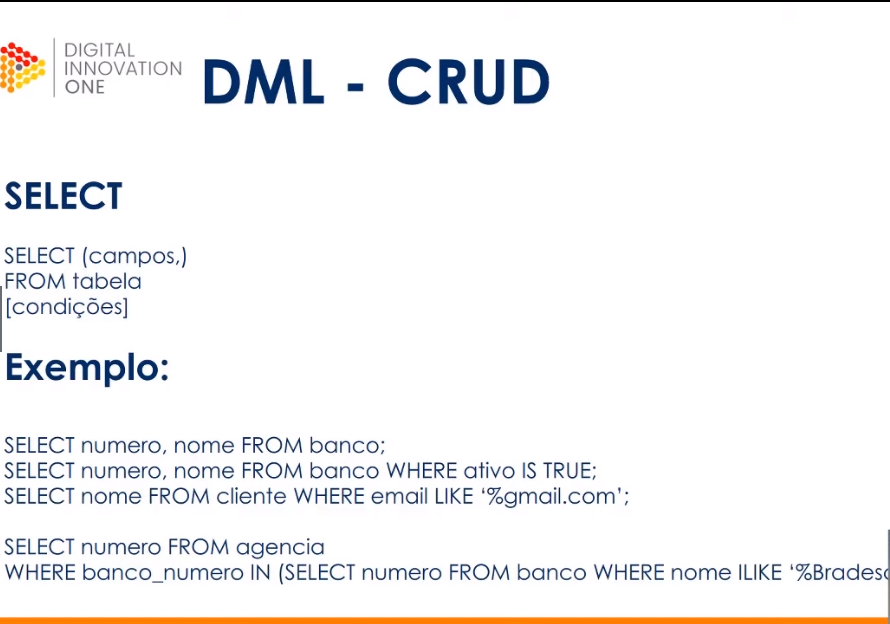 DIGITAL
INNOVATION
ONE
DML - CRUD
SELECT
SELECT (campos,)
FROM tabela
[condições]
Exemplo:
SELECT numero, nome FROM banco;
SELECT numero, nome FROM banco WHERE ativo IS TRUE;
SELECT nome FROM cliente WHERE email LIKE ‘%gmail.com’;
SELECT numero FROM agencia
WHERE banco_numero IN (SELECT numero FROM banco WHERE nome ILIKE